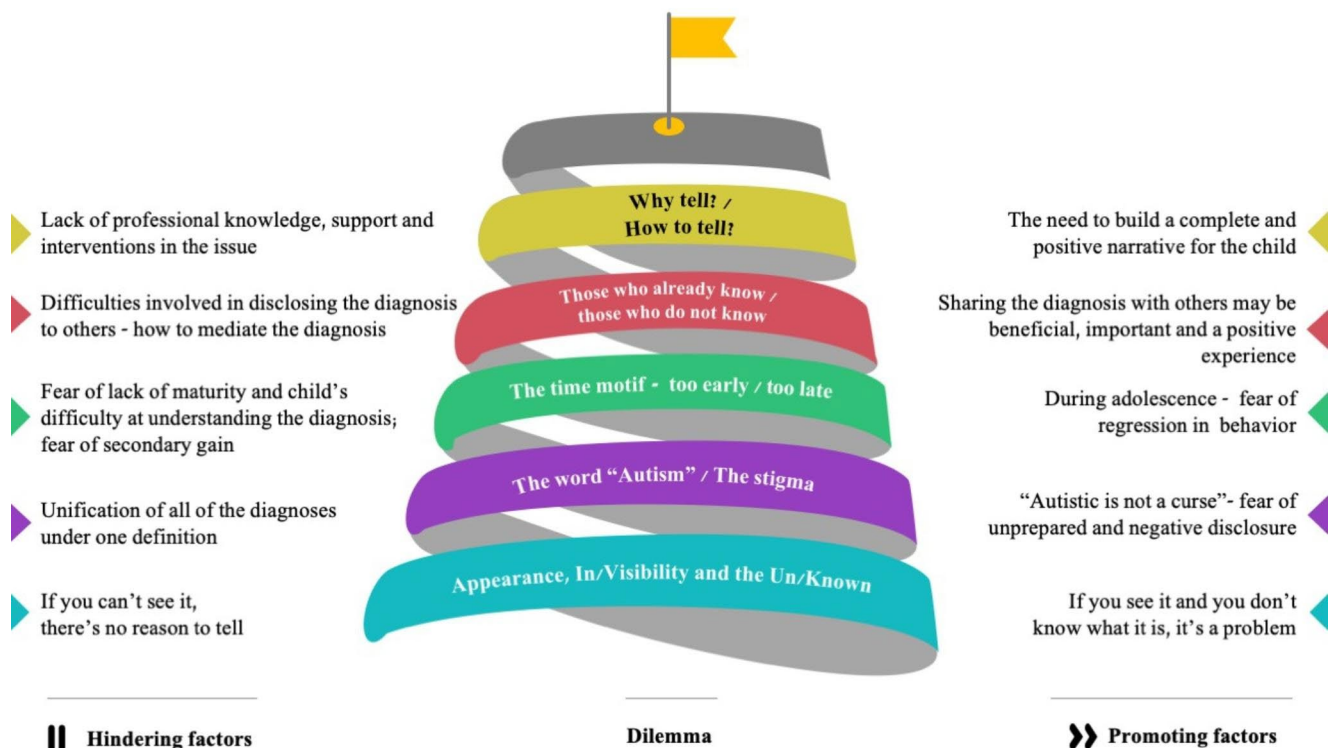 Why tell? /
How to tell?
Lack of professional knowledge, support and
interventions in the issue
The need to build a complete and
positive narrative for the child
Those who already know /
those who do not know
Difficulties involved in disclosing the diagnosis
to others - how to mediate the diagnosis
Sharing the diagnosis with others may be
beneficial, important and a positive
experience
The time motif - too early / too late
Fear of lack of maturity and child's
difficulty at understanding the diagnosis;
fear of secondary gain
During adolescence - fear of
regression in behavior
The word “Autism” / The stigma
Unification of all of the diagnoses
under one definition
“Autistic is not a curse”- fear of
unprepared and negative disclosure
Appearance, In/Visibility and the Un/Known
If you can’t see it,
there’s no reason to tell
If you see it and you don’t
know what it is, it’s a problem
Hindering factors
Dilemma
Promoting factors